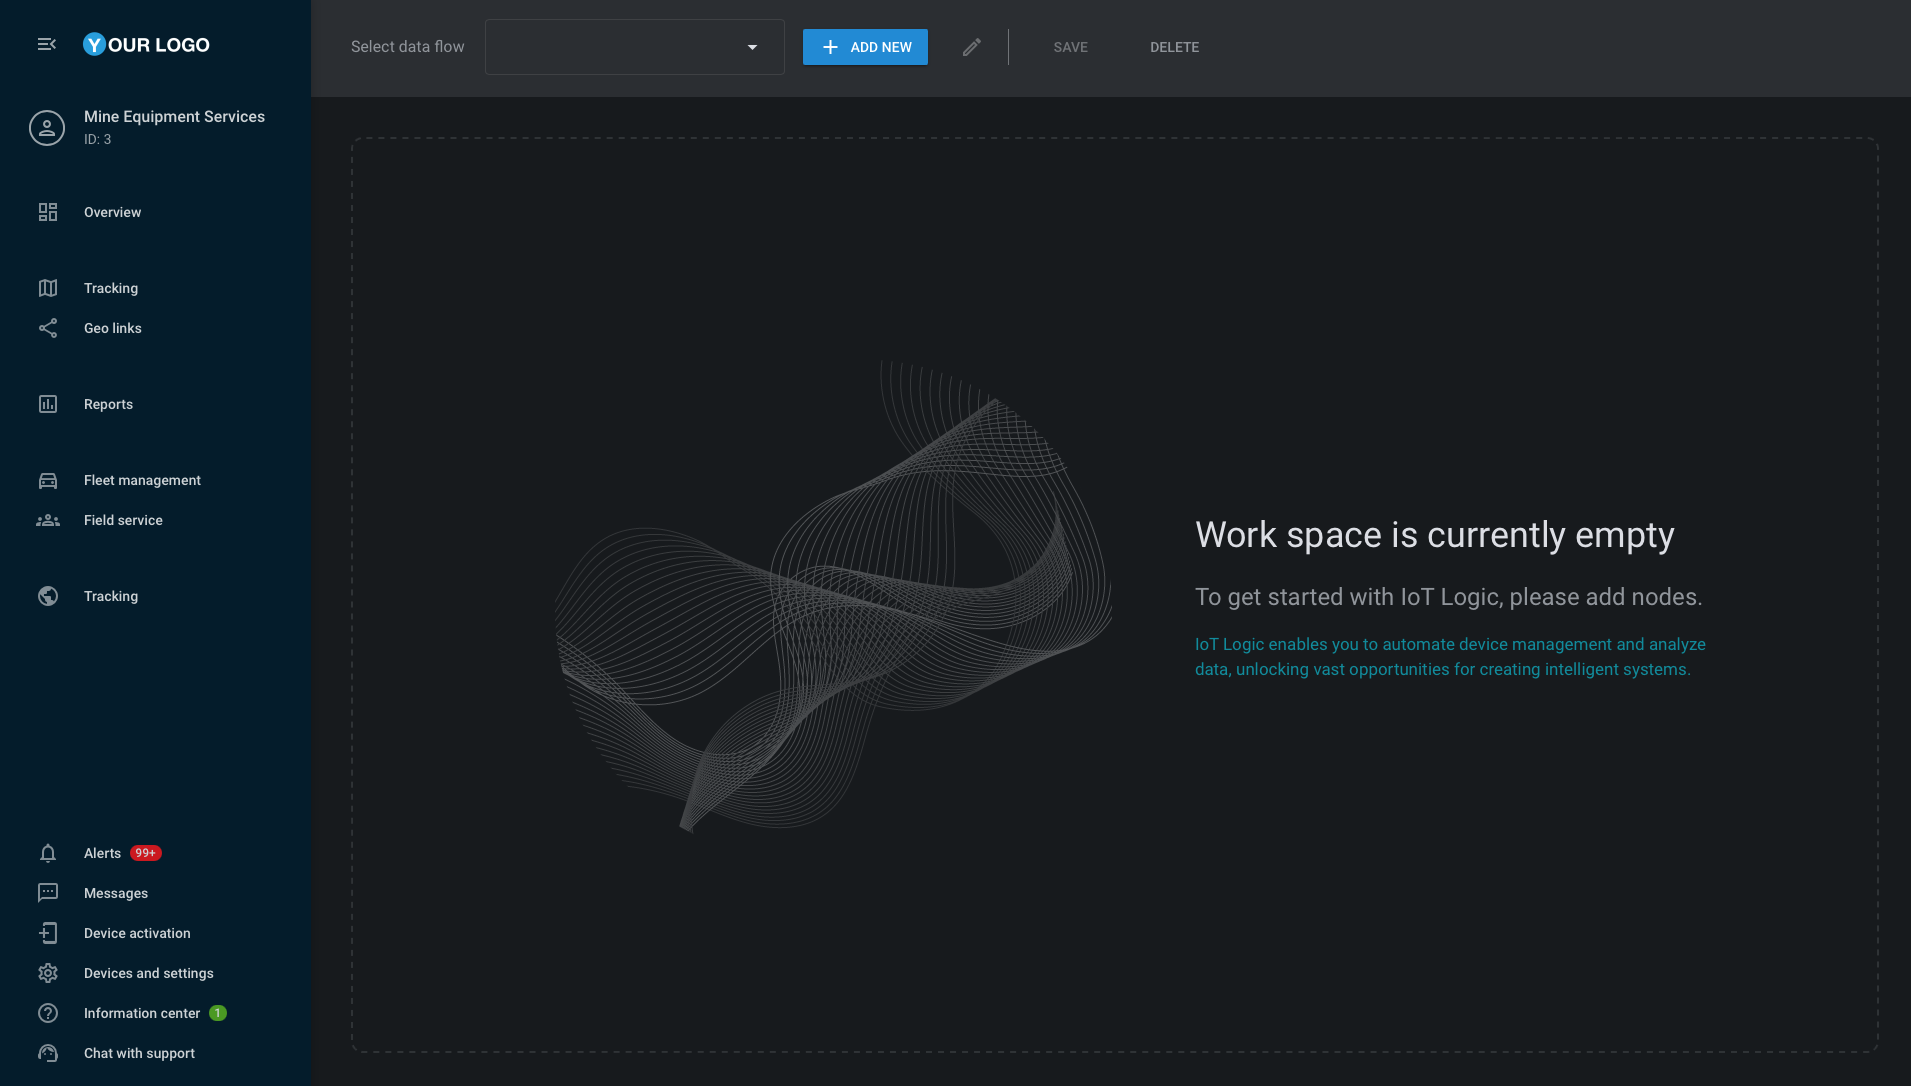 YOUR LOGO
Mine Equipment Services
ID: 3
Overview
Tracking
Geo links
Reports
Fleet management
Field service
Tracking
Alerts 99+
Messages
Device activation
Devices and settings
Information center 1
Chat with support
Select data flow
ADD NEW
SAVE
DELETE
Work space is currently empty
To get started with IoT Logic, please add nodes.
IoT Logic enables you to automate device management and analyze
data, unlocking vast opportunities for creating intelligent systems.